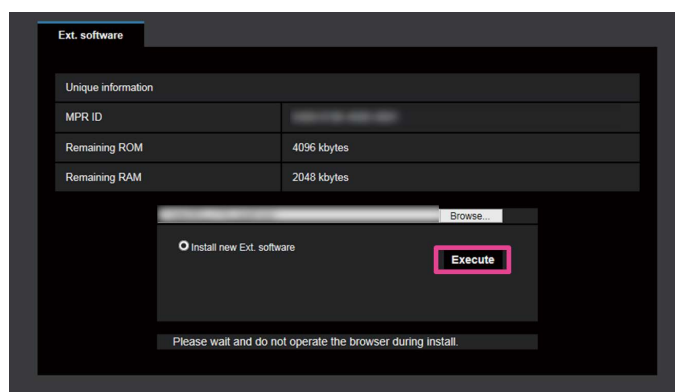 Ext. software
Unique information
MPR ID
Remaining ROM 4096 kbytes
Remaining RAM 2048 kbytes
Browse...
Install new Ext. software
Execute
Please wait and do not operate the browser during install.